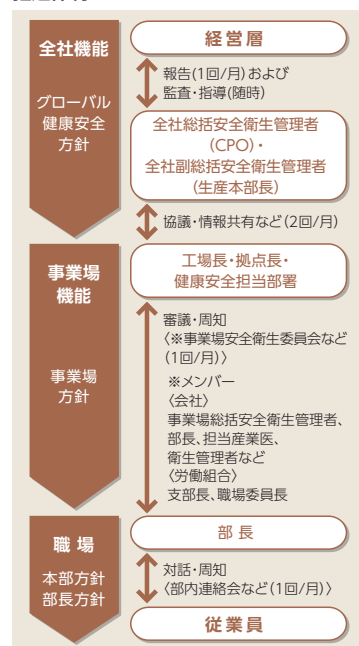 全社機能
グローバル
健康安全
方針
経営層
報告(1回/月)および
監査・指導(随時)
全社総括安全衛生管理者
(CPO)・
全社副総括安全衛生管理者
(生産本部長)
協議・情報共有など(2回/月)
事業場
機能
事業場
方針
工場長・拠点長・
健康安全担当部署
審議・周知
〈※事業場安全衛生委員会など
(1回/月)〉
※メンバー
〈会社〉
事業場総括安全衛生管理者、
部長、担当産業医、
衛生管理者など
〈労働組合〉
支部長、職場委員長
職場
本部方針
部長方針
部長
対話・周知
〈部内連絡会など(1回/月)〉
従業員